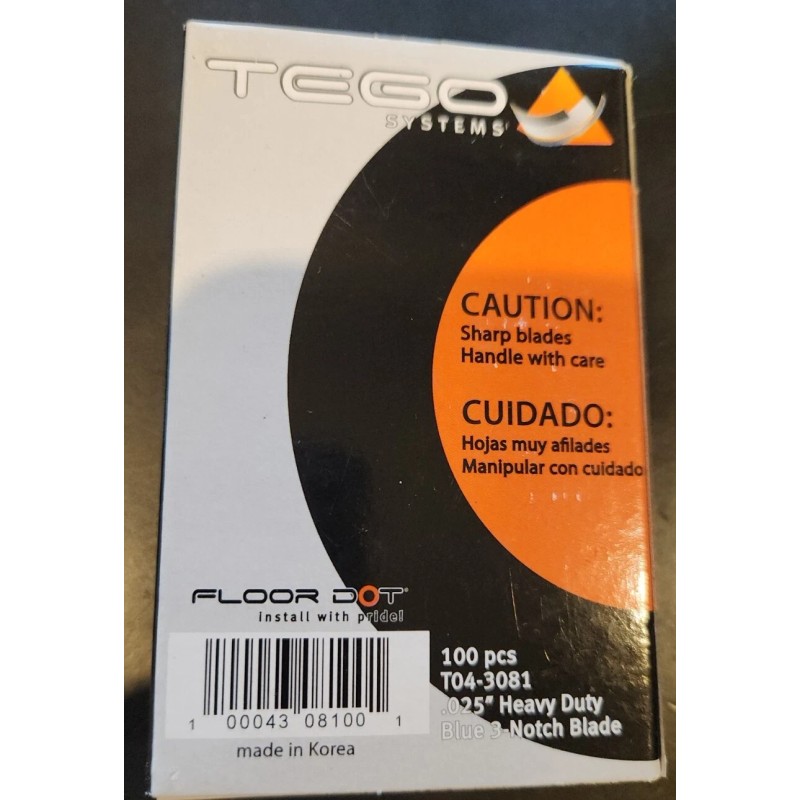 TEGO
SYSTEMS
CAUTION:
Sharp blades
Handle with care
CUIDADO:
Hojas muy afilades
Manipular con cuidado
FLOOR DOT®
install with pride!
100 pcs
T04-3081
.025" Heavy Duty
Blue 3-Notch Blade
1 00043 08100 1
made in Korea